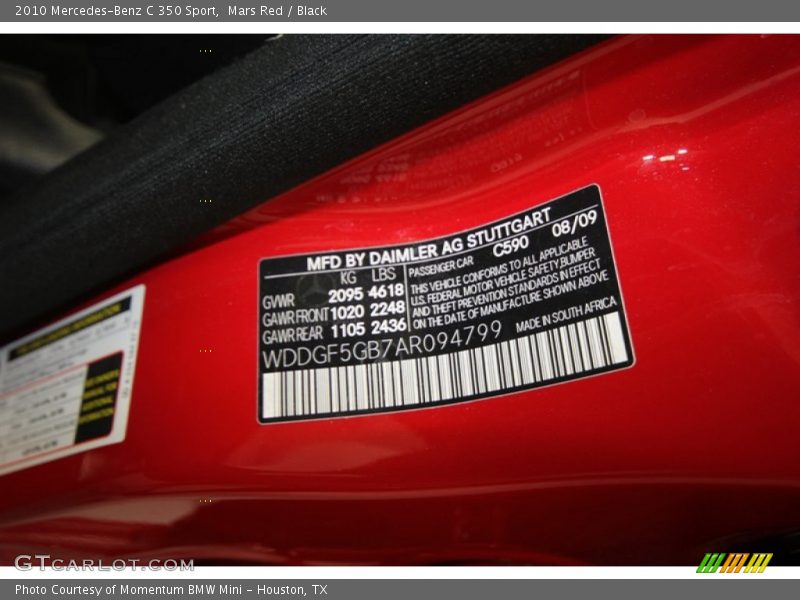 2010 Mercedes-Benz C 350 Sport, Mars Red / Black
MFD BY DAIMLER AG STUTTGART
KG LBS PASSENGER CAR C590 08/09
GVWR 2095 4618
GAWR FRONT 1020 2248
GAWR REAR 1105 2436
THIS VEHICLE CONFORMS TO ALL APPLICABLE
U.S. FEDERAL MOTOR VEHICLE SAFETY BUMPER
AND THEFT PREVENTION STANDARDS IN EFFECT
ON THE DATE OF MANUFACTURE SHOWN ABOVE
WDDGF5GB7AR094799 MADE IN SOUTH AFRICA
GTCARLOT.COM
Photo Courtesy of Momentum BMW Mini - Houston, TX